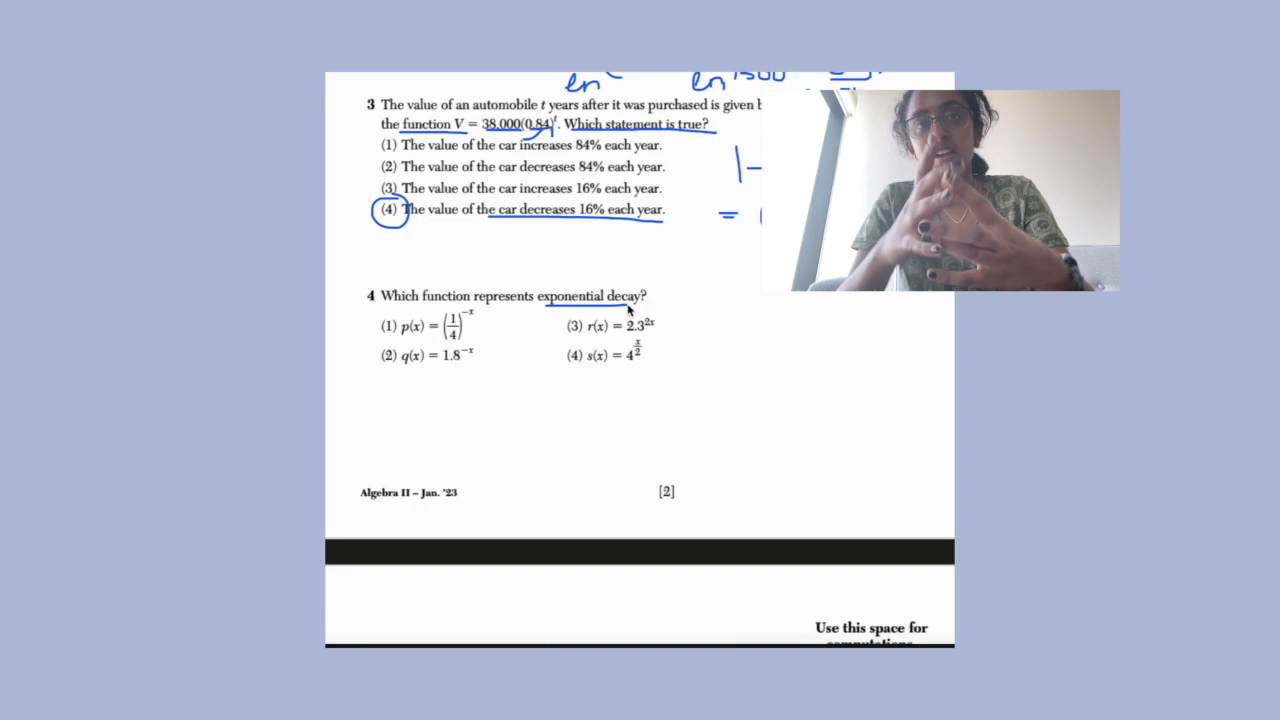 3 The value of an automobile t years after it was purchased is given
the function V = 38,000(0.84)^t. Which statement is true?
(1) The value of the car increases 84% each year.
(2) The value of the car decreases 84% each year.
(3) The value of the car increases 16% each year.
(4) The value of the car decreases 16% each year.
1 –
=
4 Which function represents exponential decay?
(1) p(x) = (1/4)^–x
(3) r(x) = 2.3^2x
(2) q(x) = 1.8^–x
(4) s(x) = 4^x/2
Algebra II – Jan. '23
[2]
Use this space for
computations.